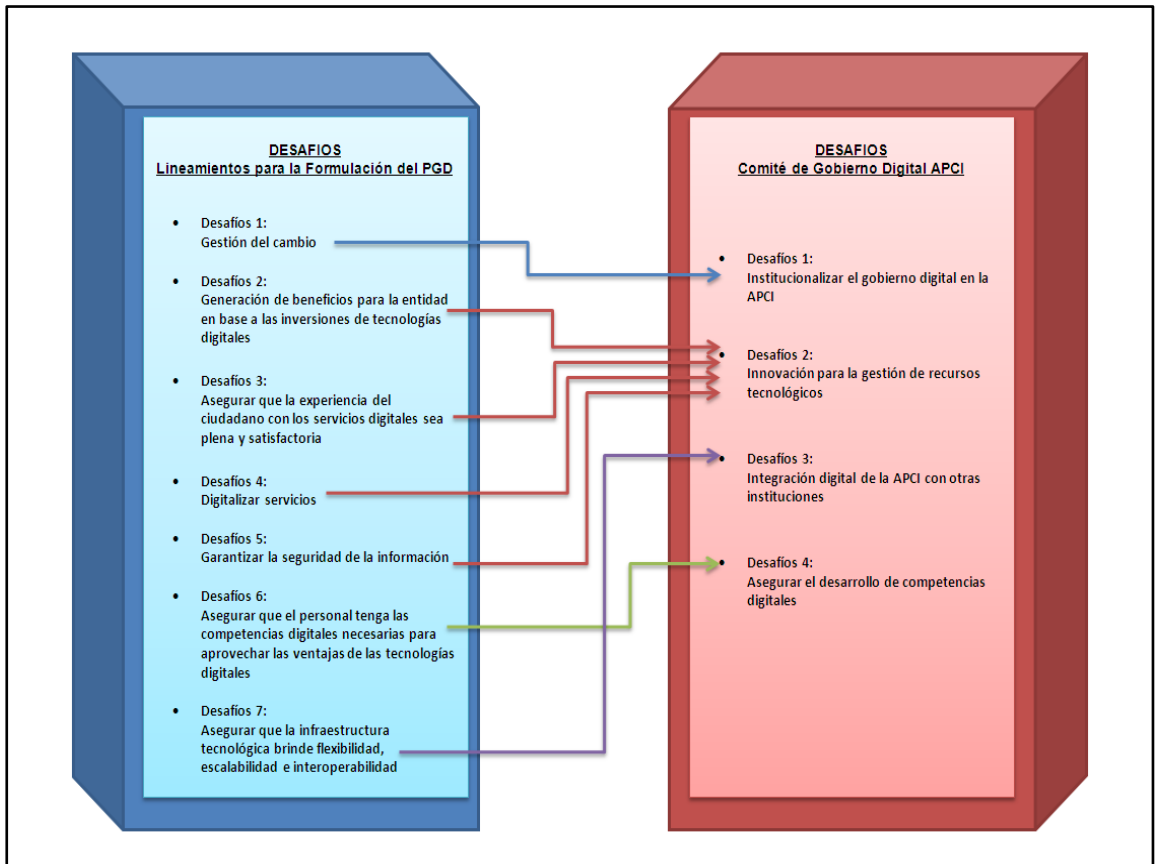 DESAFIOS
Lineamientos para la Formulación del PGD
• Desafíos 1:
Gestión del cambio
• Desafíos 2:
Generación de beneficios para la entidad
en base a las inversiones de tecnologías
digitales
• Desafíos 3:
Asegurar que la experiencia del
ciudadano con los servicios digitales sea
plena y satisfactoria
• Desafíos 4:
Digitalizar servicios
• Desafíos 5:
Garantizar la seguridad de la información
• Desafíos 6:
Asegurar que el personal tenga las
competencias digitales necesarias para
aprovechar las ventajas de las tecnologías
digitales
• Desafíos 7:
Asegurar que la infraestructura
tecnológica brinde flexibilidad,
escalabilidad e interoperabilidad
DESAFIOS
Comité de Gobierno Digital APCI
• Desafíos 1:
Institucionalizar el gobierno digital en la
APCI
• Desafíos 2:
Innovación para la gestión de recursos
tecnológicos
• Desafíos 3:
Integración digital de la APCI con otras
instituciones
• Desafíos 4:
Asegurar el desarrollo de competencias
digitales